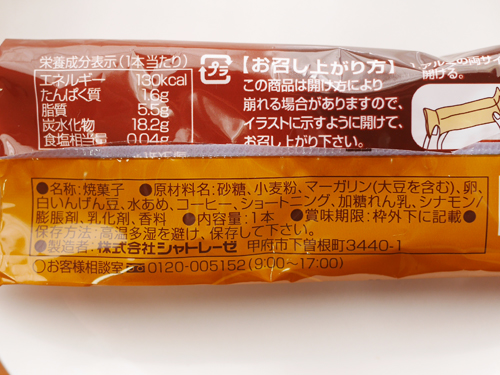 栄養成分表示(1本当たり)
エネルギー 130kcal
たんぱく質 1.6g
脂質 5.5g
炭水化物 18.2g
食塩相当量 0.04g
プラ
【お召し上がり方】
この商品は開け方により
崩れる場合がありますので、
イラストに示すように開けて、
お召し上がり下さい。
開ける。
●名称:焼菓子 ●原材料名:砂糖、小麦粉、マーガリン(大豆を含む)、卵、
白いんげん豆、水あめ、コーヒー、ショートニング、加糖れん乳、シナモン/
膨脹剤、乳化剤、香料 ●内容量:1本 ●賞味期限:枠外下に記載●
保存方法:高温多湿を避け、保存して下さい。
●製造者:株式会社シャトレーゼ 甲府市下曽根町3440-1
○お客様相談室 0120-005152(9:00〜17:00)